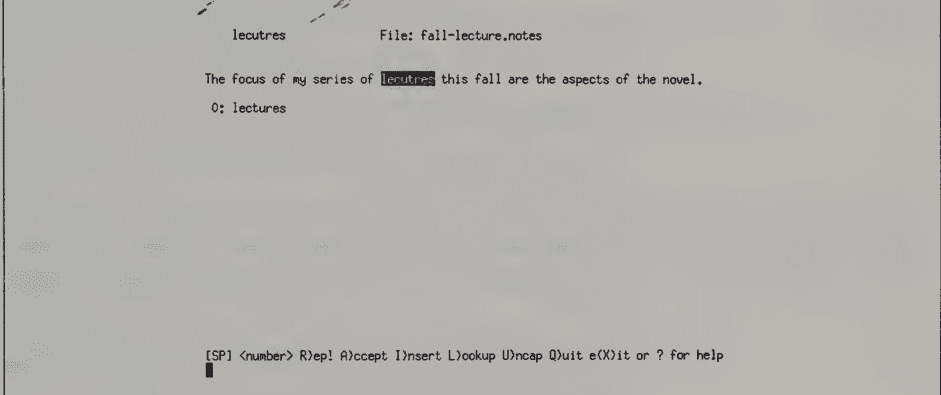 lecutres File: fall-lecture.notes
The focus of my series of lecutres this fall are the aspects of the novel.
0: lectures
[SP] <number> R)ep! A)ccept I)nsert L)ookup U)ncap Q)uit e(X)it or ? for help